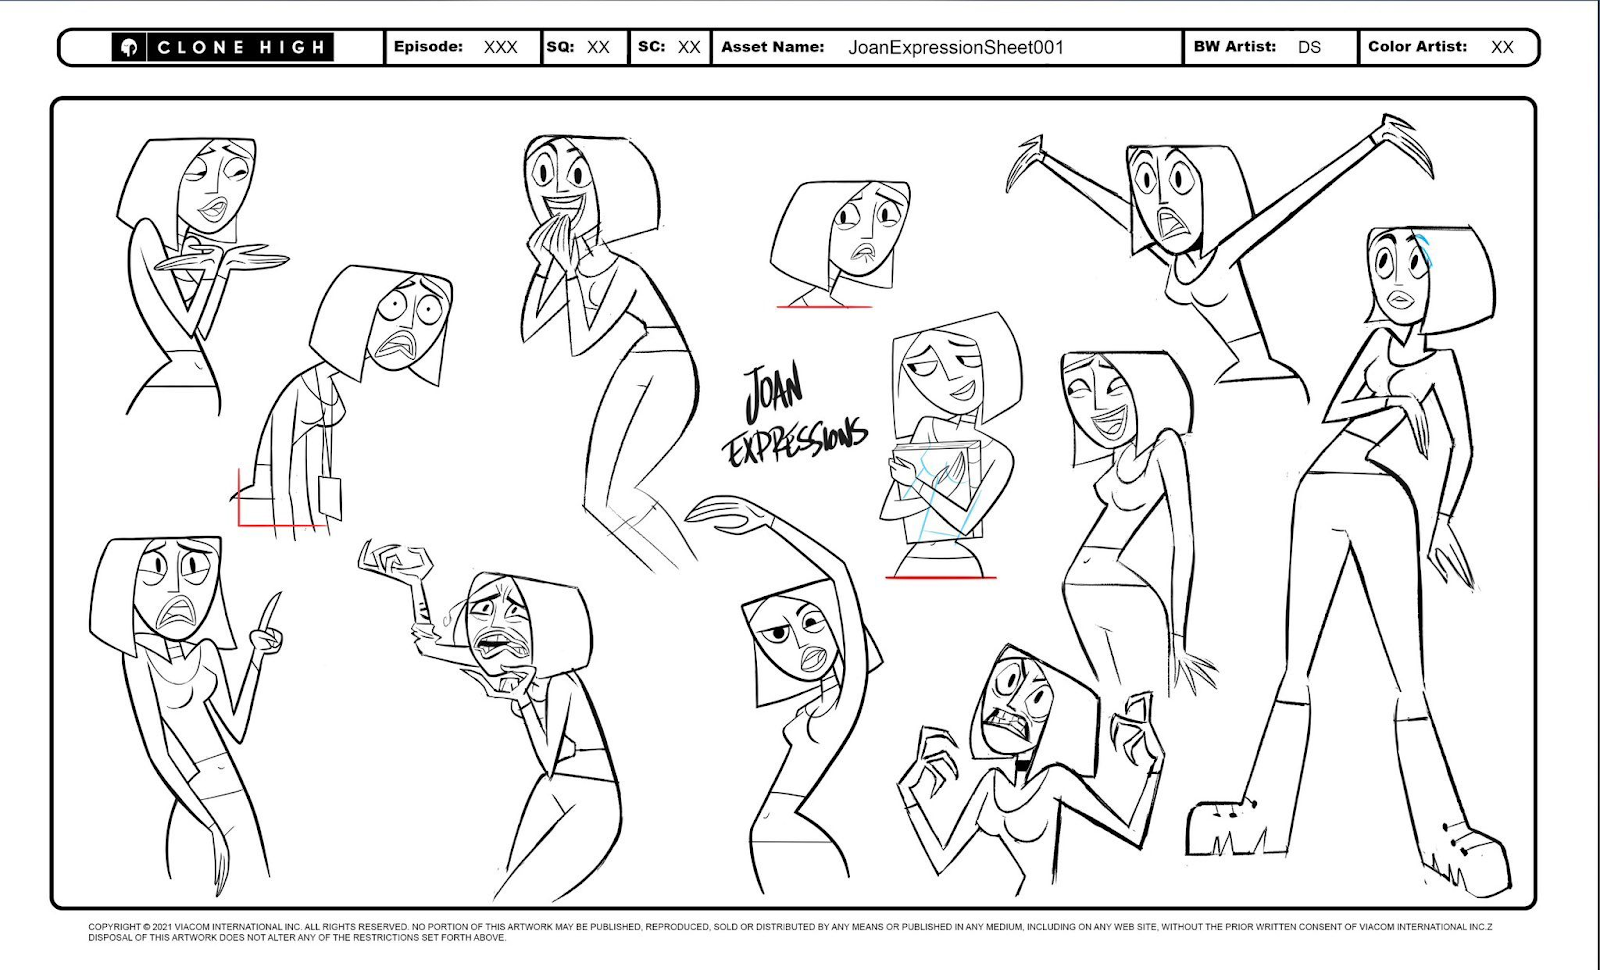 CLONE HIGH
Episode: XXX
SQ: XX
SC: XX
Asset Name: JoanExpressionSheet001
BW Artist: DS
Color Artist: XX
JOAN
EXPRESSIONS
COPYRIGHT © 2021 VIACOM INTERNATIONAL INC. ALL RIGHTS RESERVED. NO PORTION OF THIS ARTWORK MAY BE PUBLISHED, REPRODUCED, SOLD OR DISTRIBUTED BY ANY MEANS OR PUBLISHED IN ANY MEDIUM, INCLUDING ON ANY WEB SITE, WITHOUT THE PRIOR WRITTEN CONSENT OF VIACOM INTERNATIONAL INC.Z
DISPOSAL OF THIS ARTWORK DOES NOT ALTER ANY OF THE RESTRICTIONS SET FORTH ABOVE.